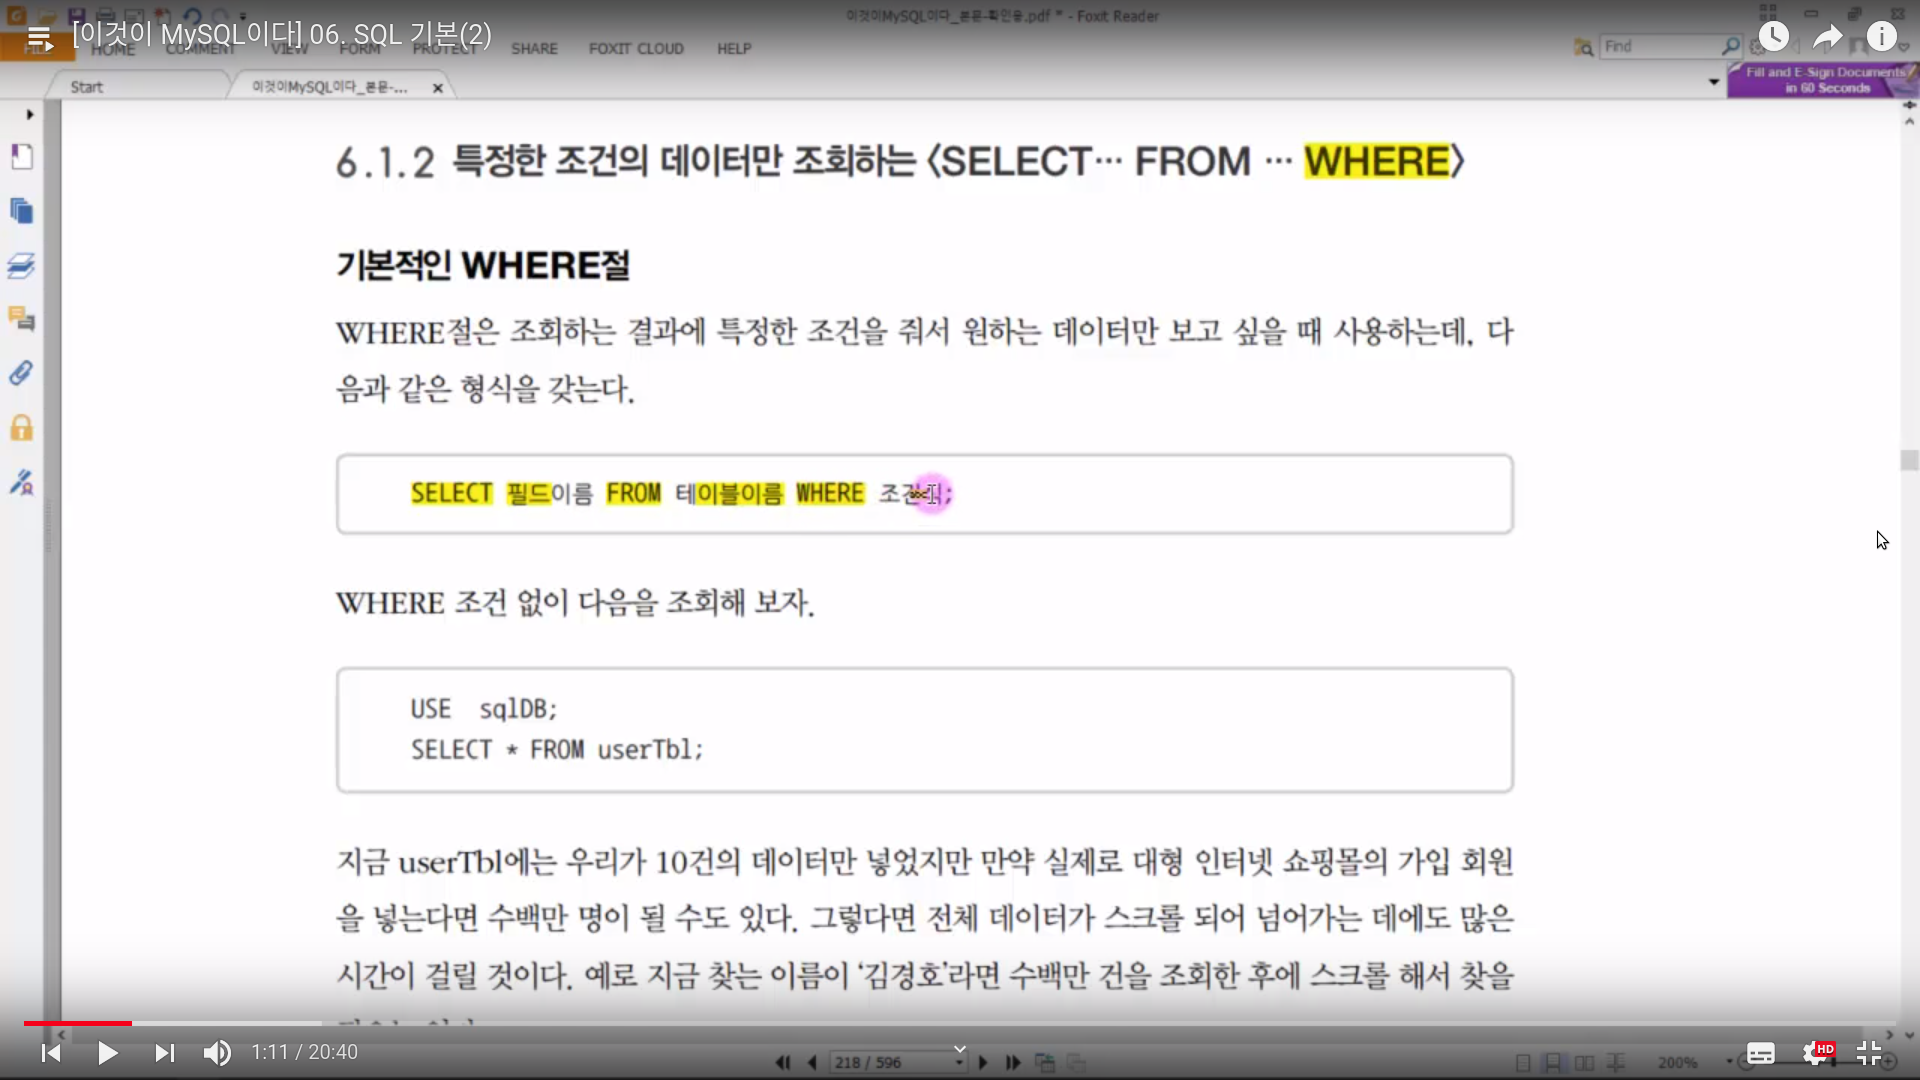 이것이MySQL이다_본문-확인용.pdf * - Foxit Reader
[이것이 MySQL이다] 06. SQL 기본(2)
HOME COMMENT VIEW FORM PROTECT SHARE FOXIT CLOUD HELP
Find
Start
이것이MySQL이다_본문-...
Fill and E-Sign Documents
in 60 Seconds
6.1.2 특정한 조건의 데이터만 조회하는 〈SELECT… FROM … WHERE〉
기본적인 WHERE절
WHERE절은 조회하는 결과에 특정한 조건을 줘서 원하는 데이터만 보고 싶을 때 사용하는데, 다
음과 같은 형식을 갖는다.
SELECT 필드이름 FROM 테이블이름 WHERE 조건식;
WHERE 조건 없이 다음을 조회해 보자.
USE sqlDB;
SELECT * FROM userTbl;
지금 userTbl에는 우리가 10건의 데이터만 넣었지만 만약 실제로 대형 인터넷 쇼핑몰의 가입 회원
을 넣는다면 수백만 명이 될 수도 있다. 그렇다면 전체 데이터가 스크롤 되어 넘어가는 데에도 많은
시간이 걸릴 것이다. 예로 지금 찾는 이름이 ‘김경호’라면 수백만 건을 조회한 후에 스크롤 해서 찾을
1:11 / 20:40
218 / 596
200%
HD